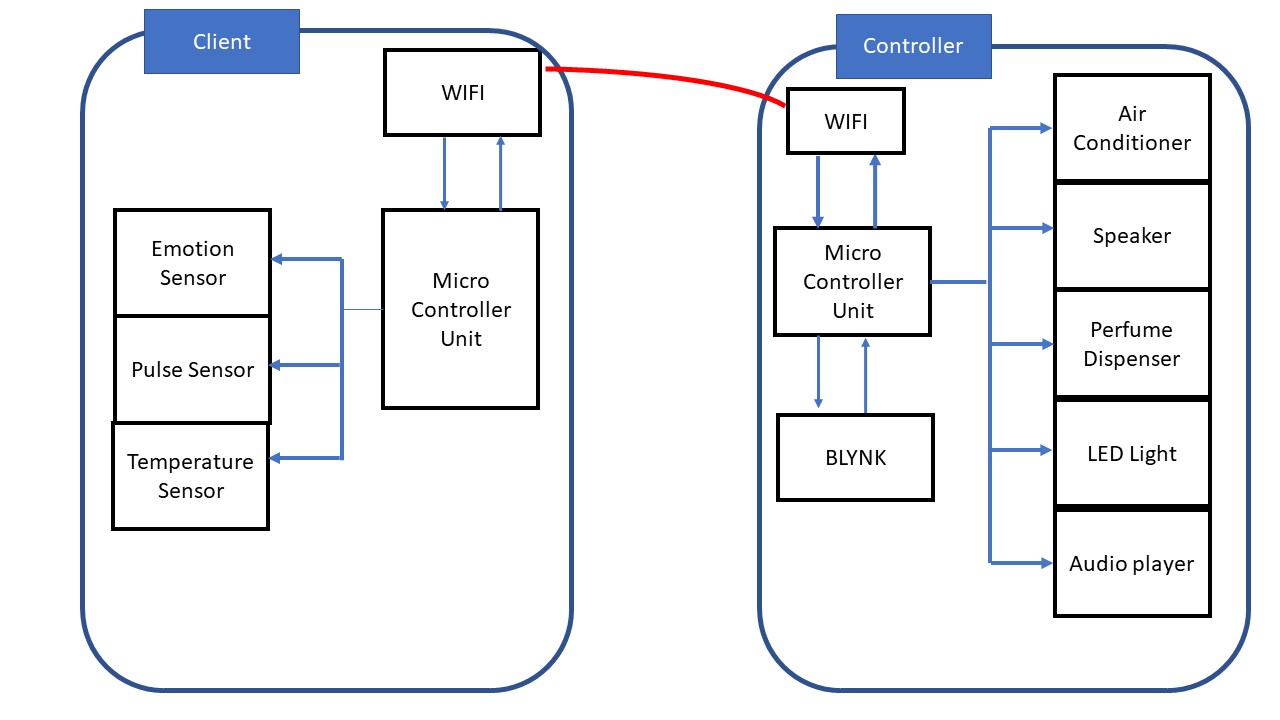 Client
WIFI
Emotion
Sensor
Pulse Sensor
Temperature
Sensor
Micro
Controller
Unit
Controller
WIFI
Micro
Controller
Unit
BLYNK
Air
Conditioner
Speaker
Perfume
Dispenser
LED Light
Audio player